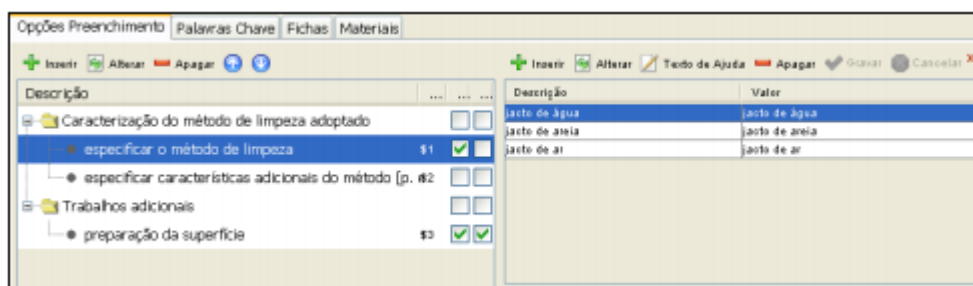 Opções Preenchimento Palavras Chave Fichas Materiais
Inserir Alterar Apagar
Inserir Alterar Texto de Ajuda Apagar Gravar Cancelar
Descrição ... ... ...
Descrição Valor
Caracterização do método de limpeza adoptado
especificar o método de limpeza $1
especificar características adicionais do método [p. $2
Trabalhos adicionais
preparação da superfície $3
jacto de água jacto de água
jacto de areia jacto de areia
jacto de ar jacto de ar